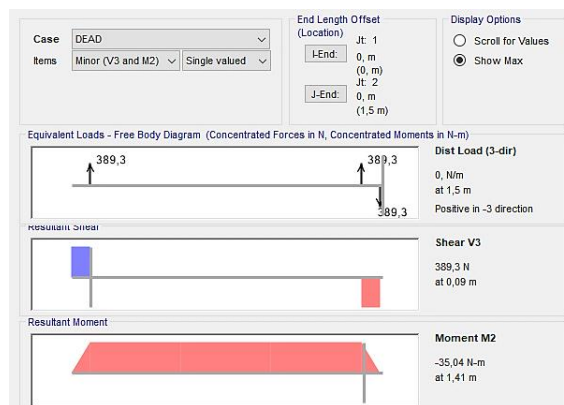 Case
DEAD
Items
Minor (V3 and M2)
Single valued
End Length Offset
(Location)
Jt: 1
I-End:
0, m
(0, m)
Jt: 2
J-End:
0, m
(1,5 m)
Display Options
Scroll for Values
Show Max
Equivalent Loads - Free Body Diagram (Concentrated Forces in N, Concentrated Moments in N-m)
389,3
389,3
389,3
Dist Load (3-dir)
0, N/m
at 1,5 m
Positive in -3 direction
Resultant Shear
Shear V3
389,3 N
at 0,09 m
Resultant Moment
Moment M2
-35,04 N-m
at 1,41 m